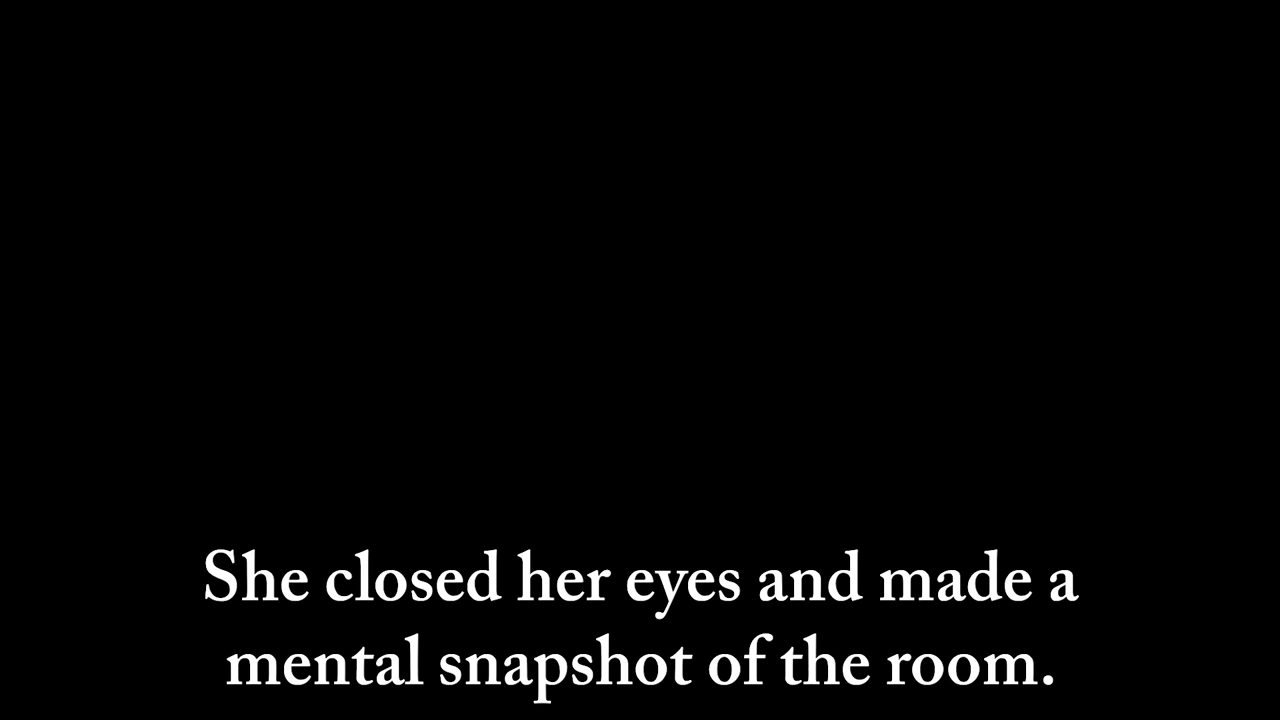 She closed her eyes and made a
mental snapshot of the room.